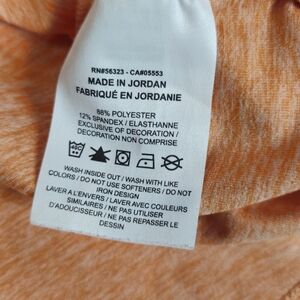 RN#56323 - CA#05553
MADE IN JORDAN
FABRIQUÉ EN JORDANIE
88% POLYESTER
12% SPANDEX / ELASTHANNE
EXCLUSIVE OF DECORATION /
DECORATION NON COMPRISE
WASH INSIDE OUT / WASH WITH LIKE
COLORS / DO NOT USE SOFTENERS / DO NOT
IRON DESIGN
LAVER A L'ENVERS / LAVER AVEC COULEURS
SIMILAIRES / NE PAS UTILISER
D'ADOUCISSEUR / NE PAS REPASSER LE
DESSIN